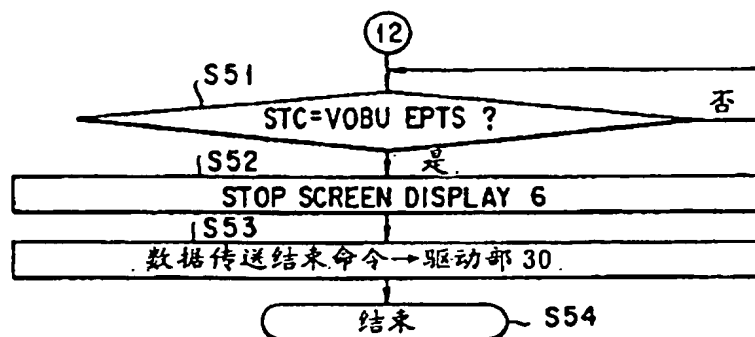 12
S51
STC=VOBU EPTS ?
否
是
S52
STOP SCREEN DISPLAY 6
S53
数据传送结束命令→驱动部 30
结束
S54